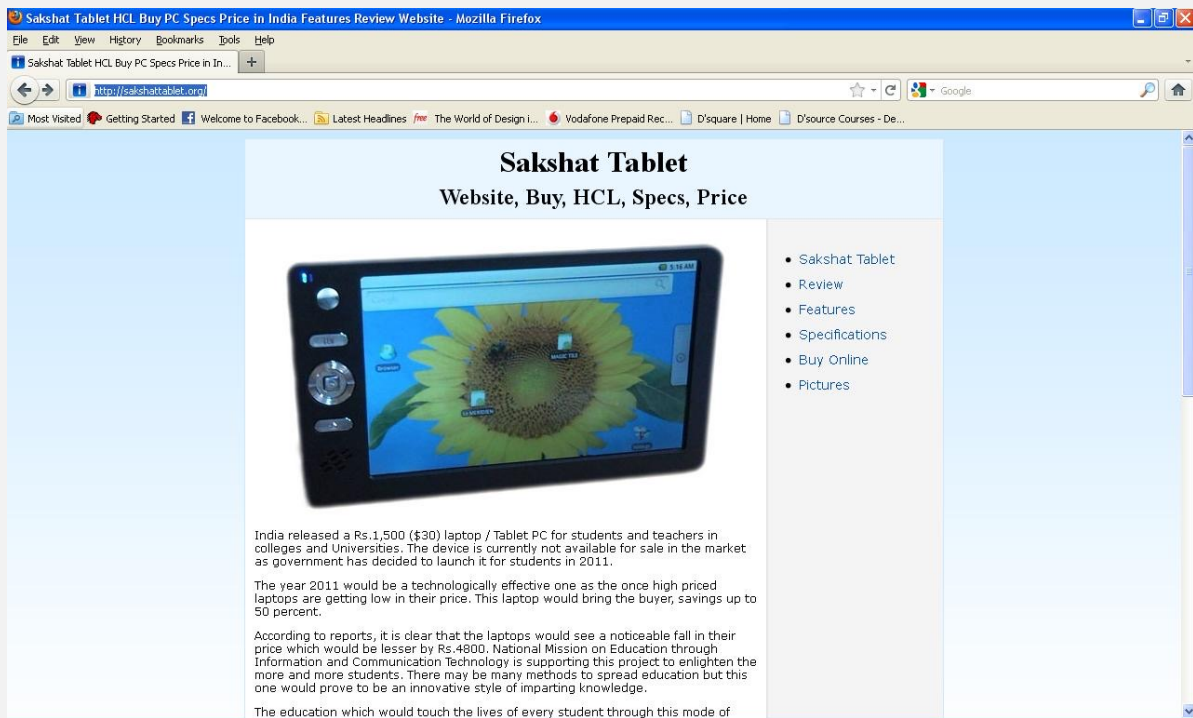 Sakshat Tablet HCL Buy PC Specs Price in India Features Review Website - Mozilla Firefox
File Edit View History Bookmarks Tools Help
Sakshat Tablet HCL Buy PC Specs Price in In... +
http://sakshattablet.org/ Google
Most Visited Getting Started Welcome to Facebook... Latest Headlines free The World of Design i... Vodafone Prepaid Rec... D'square | Home D'source Courses - De...
Sakshat Tablet
Website, Buy, HCL, Specs, Price
5:16 AM
Browser
MAGIC TG3
Sakshat Tablet
Review
Features
Specifications
Buy Online
Pictures
India released a Rs.1,500 ($30) laptop / Tablet PC for students and teachers in
colleges and Universities. The device is currently not available for sale in the market
as government has decided to launch it for students in 2011.
The year 2011 would be a technologically effective one as the once high priced
laptops are getting low in their price. This laptop would bring the buyer, savings up to
50 percent.
According to reports, it is clear that the laptops would see a noticeable fall in their
price which would be lesser by Rs.4800. National Mission on Education through
Information and Communication Technology is supporting this project to enlighten the
more and more students. There may be many methods to spread education but this
one would prove to be an innovative style of imparting knowledge.
The education which would touch the lives of every student through this mode of